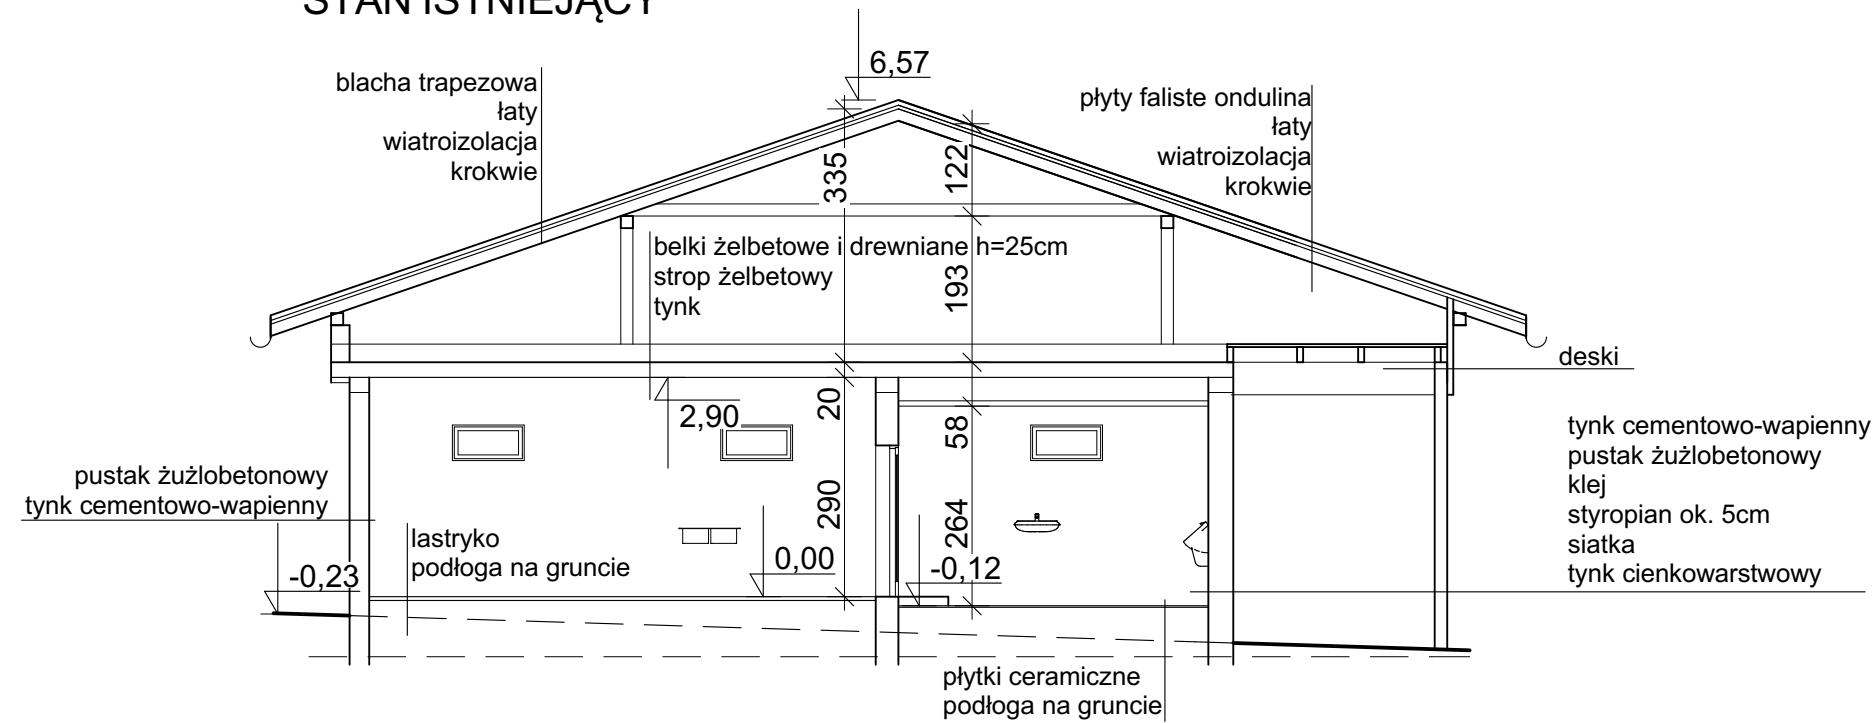 STAN ISTNIEJĄCY
6,57
blacha trapezowa
łaty
wiatroizolacja
krokwie
płyty faliste ondulina
łaty
wiatroizolacja
krokwie
335
122
belki żelbetowe i drewniane h=25cm
strop żelbetowy
tynk
193
deski
2,90
20
58
pustak żużlobetonowy
tynk cementowo-wapienny
290
264
tynk cementowo-wapienny
pustak żużlobetonowy
klej
styropian ok. 5cm
siatka
tynk cienkowarstwowy
lastryko
podłoga na gruncie
-0,23
0,00
-0,12
płytki ceramiczne
podłoga na gruncie